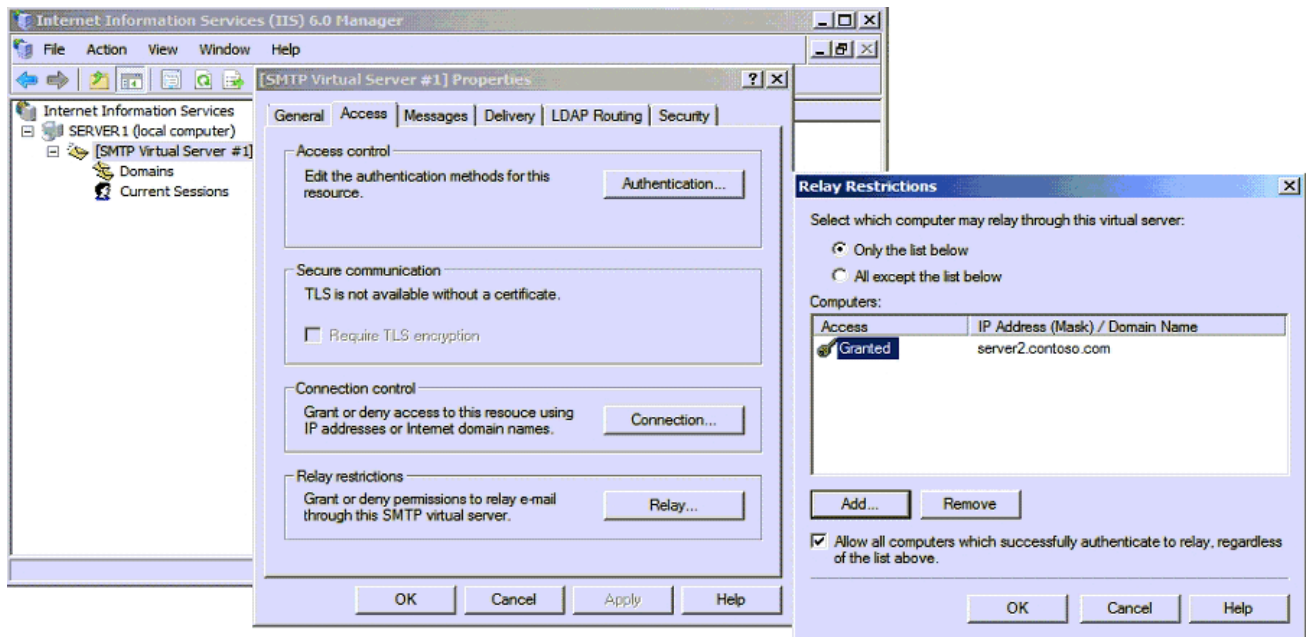 Internet Information Services (IIS) 6.0 Manager
File Action View Window Help
Internet Information Services
SERVER1 (local computer)
[SMTP Virtual Server #1]
Domains
Current Sessions
[SMTP Virtual Server #1] Properties
General Access Messages Delivery LDAP Routing Security
Access control
Edit the authentication methods for this
resource.
Authentication...
Secure communication
TLS is not available without a certificate.
Require TLS encryption
Connection control
Grant or deny access to this resouce using
IP addresses or Internet domain names.
Connection...
Relay restrictions
Grant or deny permissions to relay e-mail
through this SMTP virtual server.
Relay...
OK Cancel Apply Help
Relay Restrictions
Select which computer may relay through this virtual server:
Only the list below
All except the list below
Computers:
Access IP Address (Mask) / Domain Name
Granted server2.contoso.com
Add... Remove
Allow all computers which successfully authenticate to relay, regardless
of the list above.
OK Cancel Help